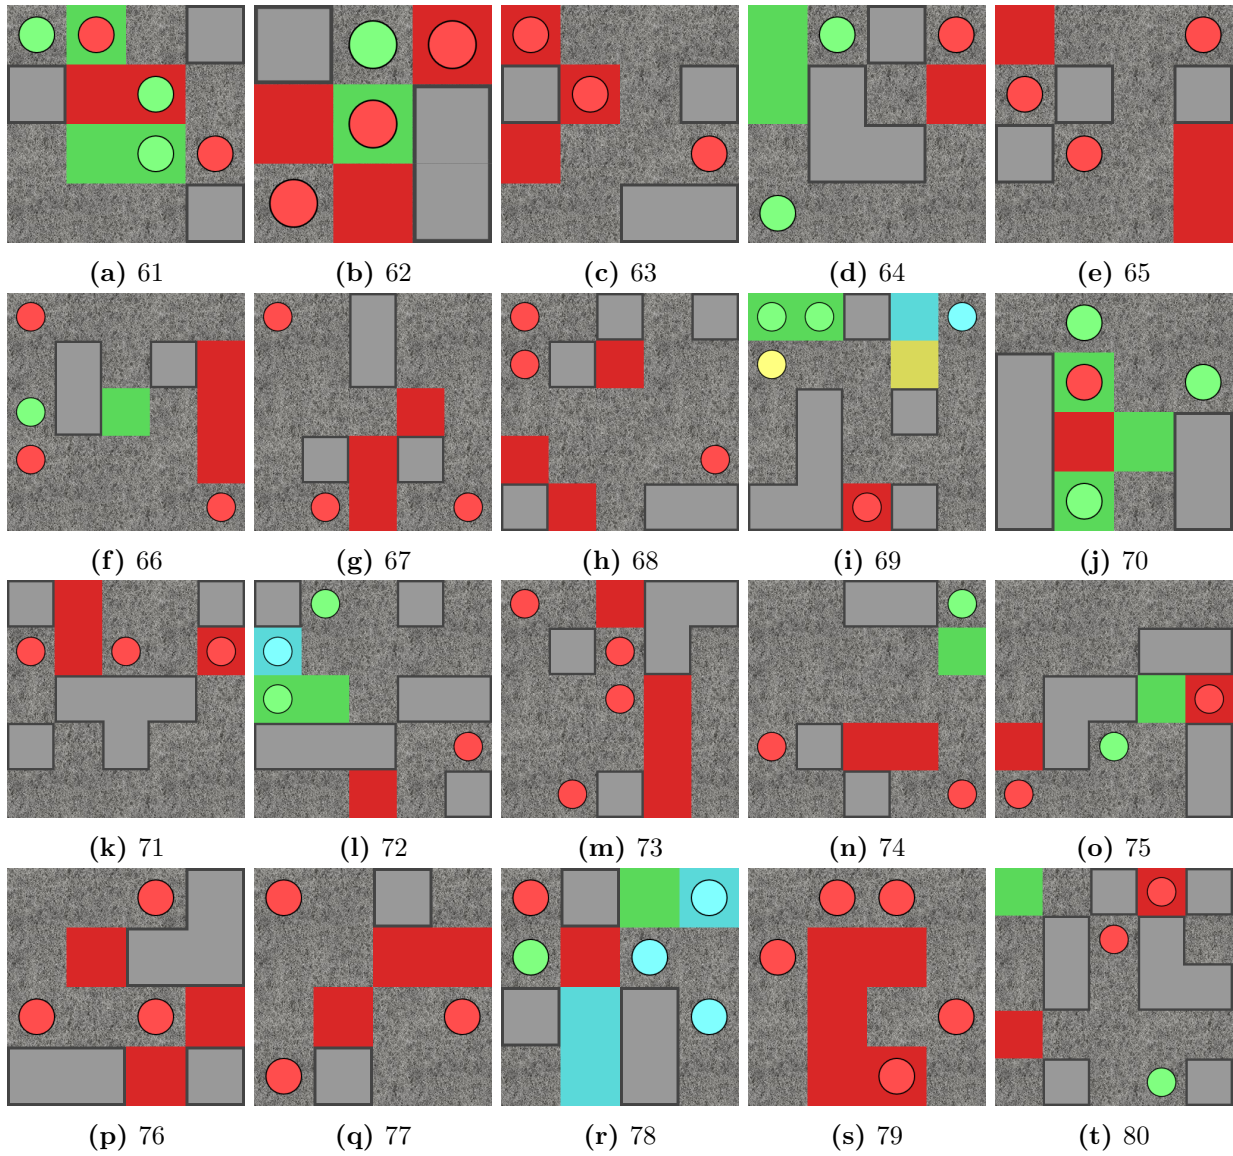 (a) 61 (b) 62 (c) 63 (d) 64 (e) 65
(f) 66 (g) 67 (h) 68 (i) 69 (j) 70
(k) 71 (l) 72 (m) 73 (n) 74 (o) 75
(p) 76 (q) 77 (r) 78 (s) 79 (t) 80